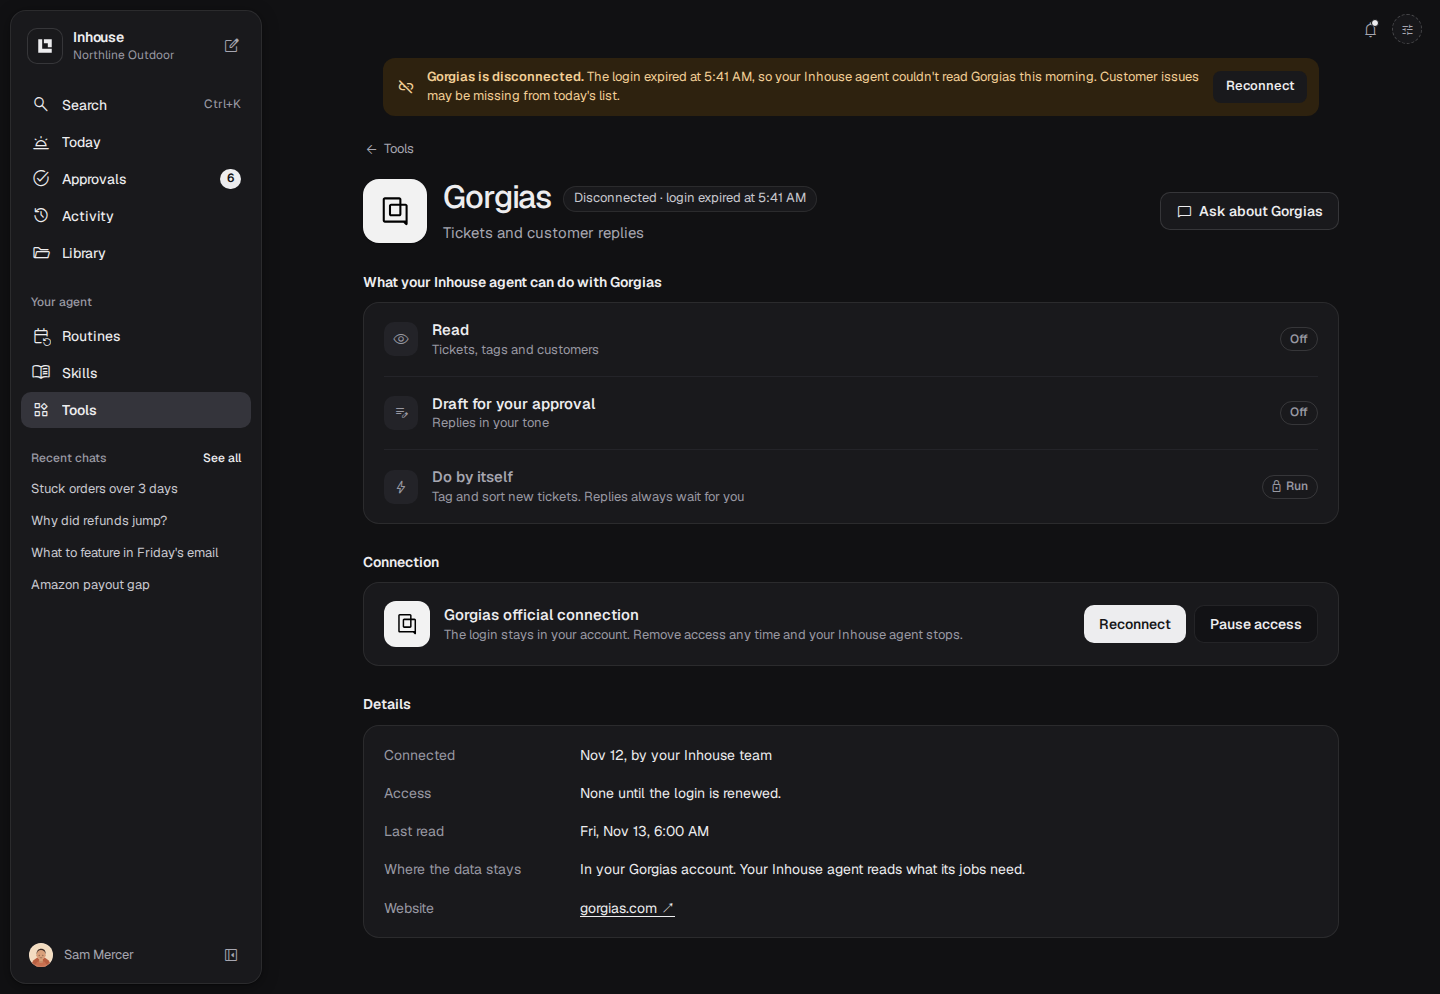 Inhouse
Northline Outdoor
Search Ctrl+K
Today
Approvals 6
Activity
Library
Your agent
Routines
Skills
Tools
Recent chats See all
Stuck orders over 3 days
Why did refunds jump?
What to feature in Friday's email
Amazon payout gap
Sam Mercer
Gorgias is disconnected. The login expired at 5:41 AM, so your Inhouse agent couldn't read Gorgias this morning. Customer issues
may be missing from today's list.
Reconnect
← Tools
Gorgias Disconnected · login expired at 5:41 AM
Tickets and customer replies
Ask about Gorgias
What your Inhouse agent can do with Gorgias
Read
Tickets, tags and customers
Off
Draft for your approval
Replies in your tone
Off
Do by itself
Tag and sort new tickets. Replies always wait for you
Run
Connection
Gorgias official connection
The login stays in your account. Remove access any time and your Inhouse agent stops.
Reconnect Pause access
Details
Connected Nov 12, by your Inhouse team
Access None until the login is renewed.
Last read Fri, Nov 13, 6:00 AM
Where the data stays In your Gorgias account. Your Inhouse agent reads what its jobs need.
Website gorgias.com ↗